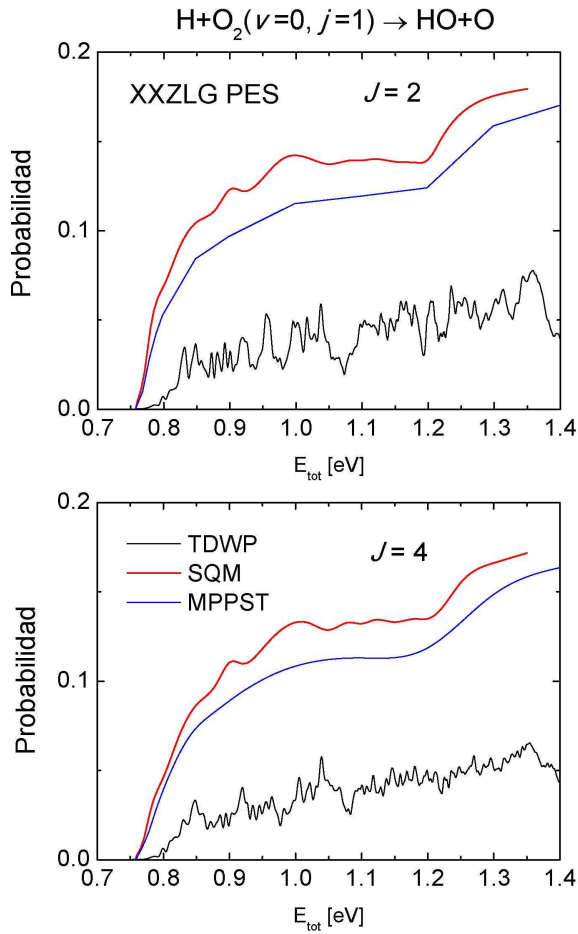 H+O₂(v=0, j=1) → HO+O
0.2
XXZLG PES
J = 2
Probabilidad
0.1
0.0
0.7 0.8 0.9 1.0 1.1 1.2 1.3 1.4
E_tot [eV]
0.2
TDWP
J = 4
SQM
MPPST
Probabilidad
0.1
0.0
0.7 0.8 0.9 1.0 1.1 1.2 1.3 1.4
E_tot [eV]